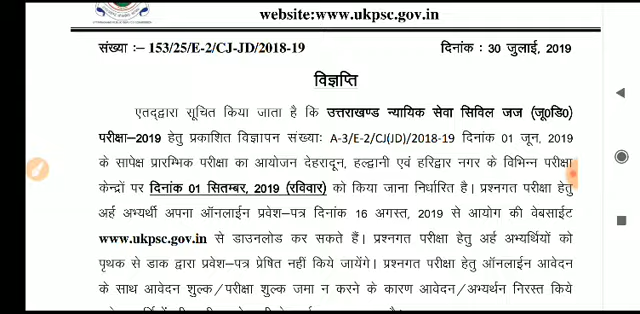 website:www.ukpsc.gov.in
संख्या :– 153/25/E-2/CJ-JD/2018-19 दिनांक : 30 जुलाई, 2019
विज्ञप्ति
एतद्द्वारा सूचित किया जाता है कि उत्तराखण्ड न्यायिक सेवा सिविल जज (जू0डि0)
परीक्षा–2019 हेतु प्रकाशित विज्ञापन संख्याः A-3/E-2/CJ(JD)/2018-19 दिनांक 01 जून, 2019
के सापेक्ष प्रारम्भिक परीक्षा का आयोजन देहरादून, हल्द्वानी एवं हरिद्वार नगर के विभिन्न परीक्षा
केन्द्रों पर दिनांक 01 सितम्बर, 2019 (रविवार) को किया जाना निर्धारित है। प्रश्नगत परीक्षा हेतु
अर्ह अभ्यर्थी अपना ऑनलाईन प्रवेश–पत्र दिनांक 16 अगस्त, 2019 से आयोग की वेबसाईट
www.ukpsc.gov.in से डाउनलोड कर सकते हैं। प्रश्नगत परीक्षा हेतु अर्ह अभ्यर्थियों को
पृथक से डाक द्वारा प्रवेश–पत्र प्रेषित नहीं किये जायेंगे। प्रश्नगत परीक्षा हेतु ऑनलाईन आवेदन
के साथ आवेदन शुल्क/परीक्षा शुल्क जमा न करने के कारण आवेदन/अभ्यर्थन निरस्त किये